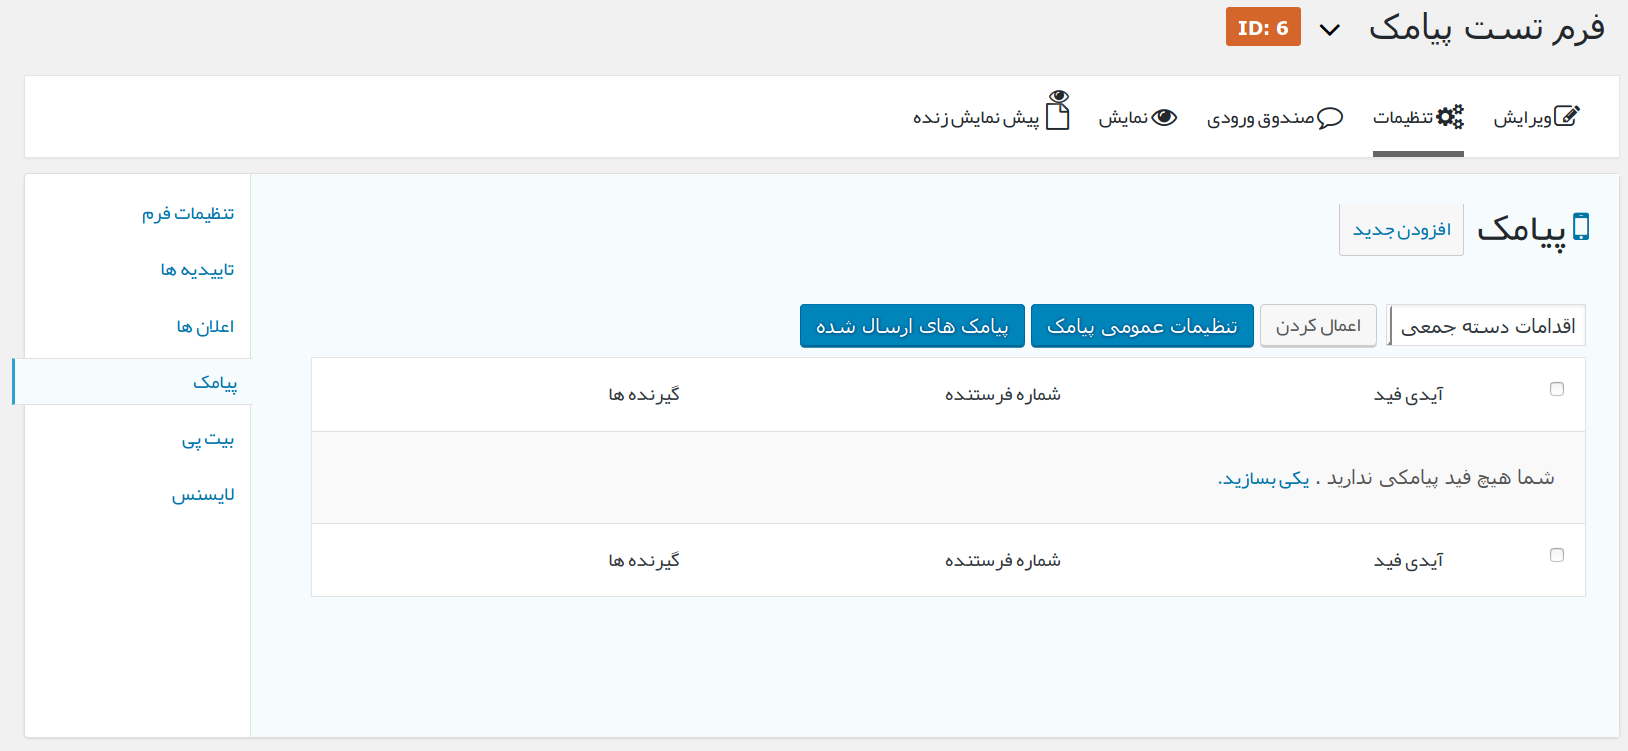 فرم تست پیامک ID: 6
ویرایش تنظیمات صندوق ورودی نمایش پیش نمایش زنده
پیامک افزودن جدید
اقدامات دسته جمعی اعمال کردن تنظیمات عمومی پیامک پیامک های ارسال شده
آیدی فید شماره فرستنده گیرنده ها
شما هیچ فید پیامکی ندارید . یکی بسازید.
آیدی فید شماره فرستنده گیرنده ها
تنظیمات فرم
تاییدیه ها
اعلان ها
پیامک
بیت پی
لایسنس